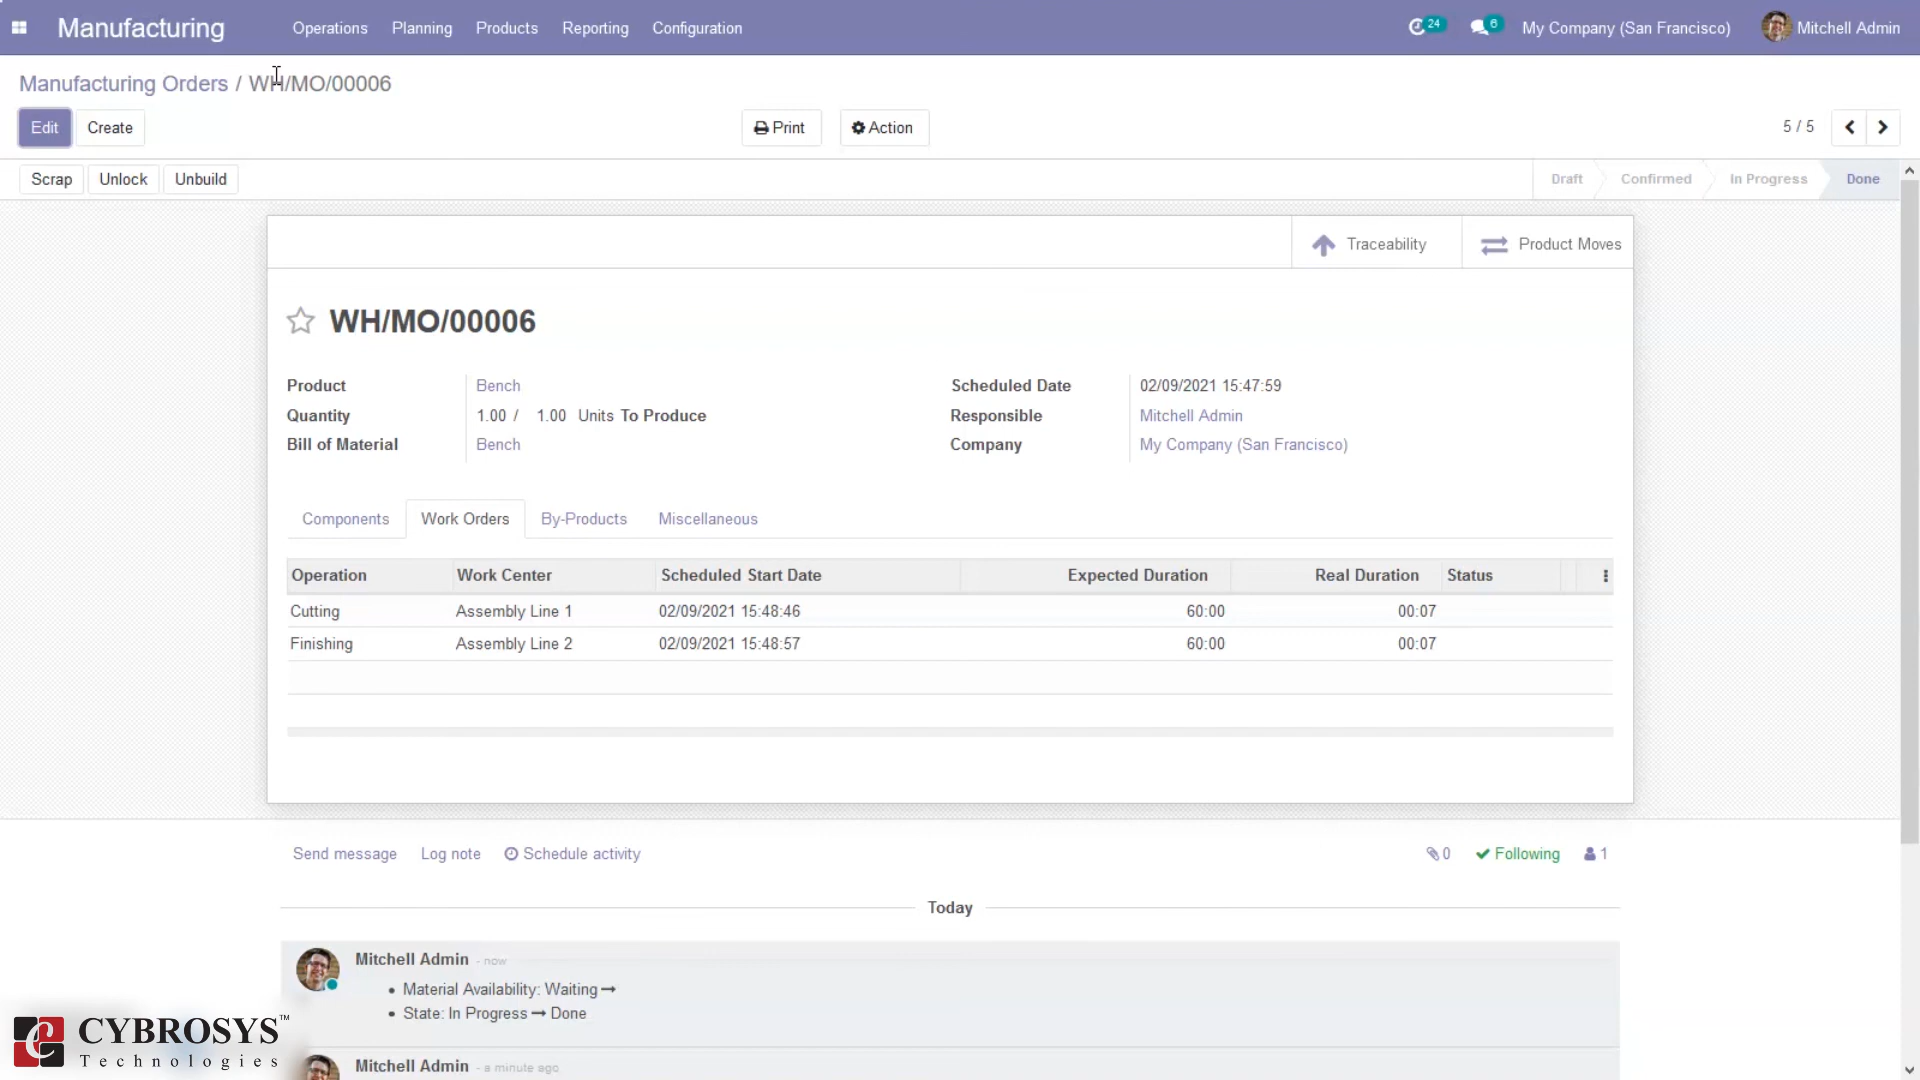 Manufacturing Operations Planning Products Reporting Configuration 24 6 My Company (San Francisco) Mitchell Admin
Manufacturing Orders / WH/MO/00006
Edit Create Print Action 5 / 5
Scrap Unlock Unbuild Draft Confirmed In Progress Done
Traceability Product Moves
WH/MO/00006
Product Bench Scheduled Date 02/09/2021 15:47:59
Quantity 1.00 / 1.00 Units To Produce Responsible Mitchell Admin
Bill of Material Bench Company My Company (San Francisco)
Components Work Orders By-Products Miscellaneous
Operation Work Center Scheduled Start Date Expected Duration Real Duration Status
Cutting Assembly Line 1 02/09/2021 15:48:46 60:00 00:07
Finishing Assembly Line 2 02/09/2021 15:48:57 60:00 00:07
Send message Log note Schedule activity 0 Following 1
Today
Mitchell Admin - now
• Material Availability: Waiting →
• State: In Progress → Done
Mitchell Admin - a minute ago
CYBROSYS™
Technologies